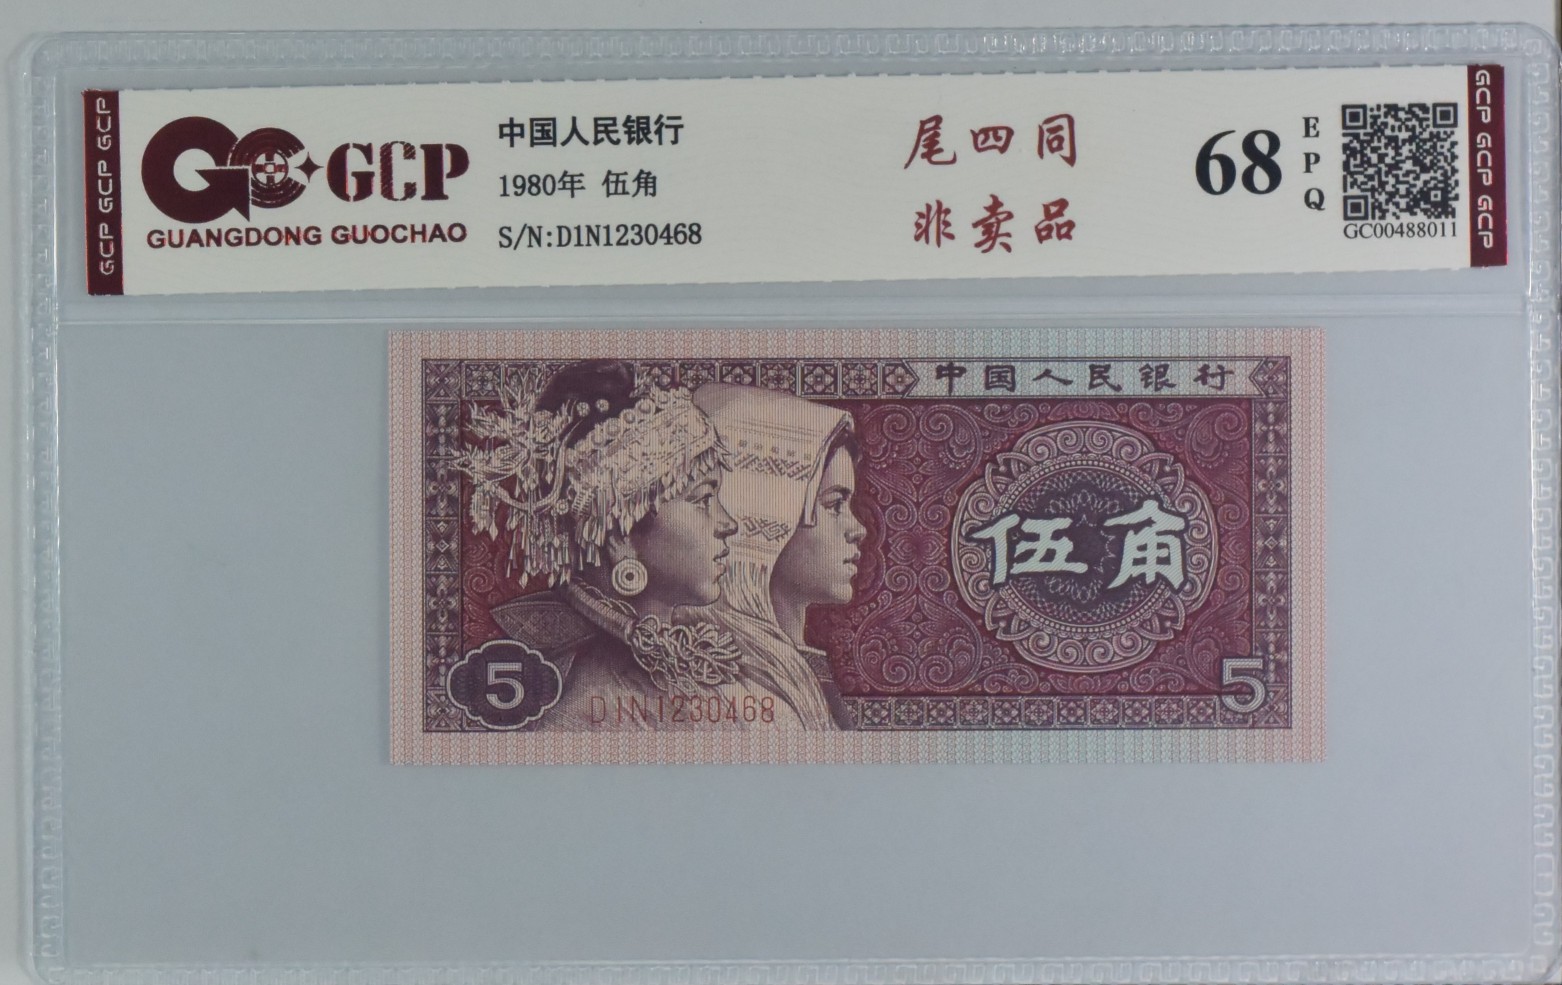 GCP GCP GCP
GCP
GUANGDONG GUOCHAO
中国人民银行
1980年 伍角
S/N:D1N1230468
尾四同
非卖品
68
EPQ
GC00488011
GCP GCP GCP
中国人民银行
伍角
5
D1N1230468
5